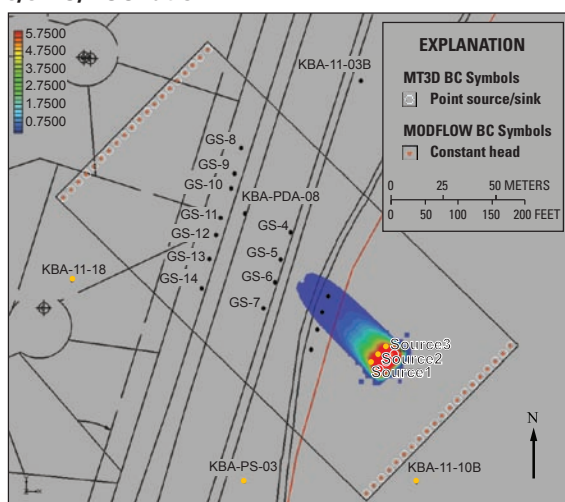 5.7500
4.7500
3.7500
2.7500
1.7500
0.7500
EXPLANATION
MT3D BC Symbols
Point source/sink
MODFLOW BC Symbols
Constant head
0 25 50 METERS
0 50 100 150 200 FEET
KBA-11-03B
GS-8
GS-9
GS-10
KBA-PDA-08
GS-11
GS-4
GS-12
GS-13
GS-5
KBA-11-18
GS-14
GS-6
GS-7
Source3
Source2
Source1
N
KBA-PS-03
KBA-11-10B